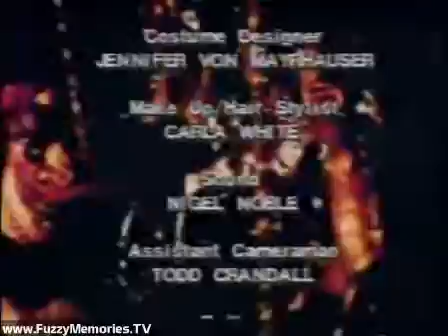 Costume Designer
JENNIFER VON MAYRHAUSER
Make Up/Hair Stylist
CARLA WHITE
Sound
NIGEL NOBLE
Assistant Cameraman
TODD CRANDALL
www.FuzzyMemories.TV